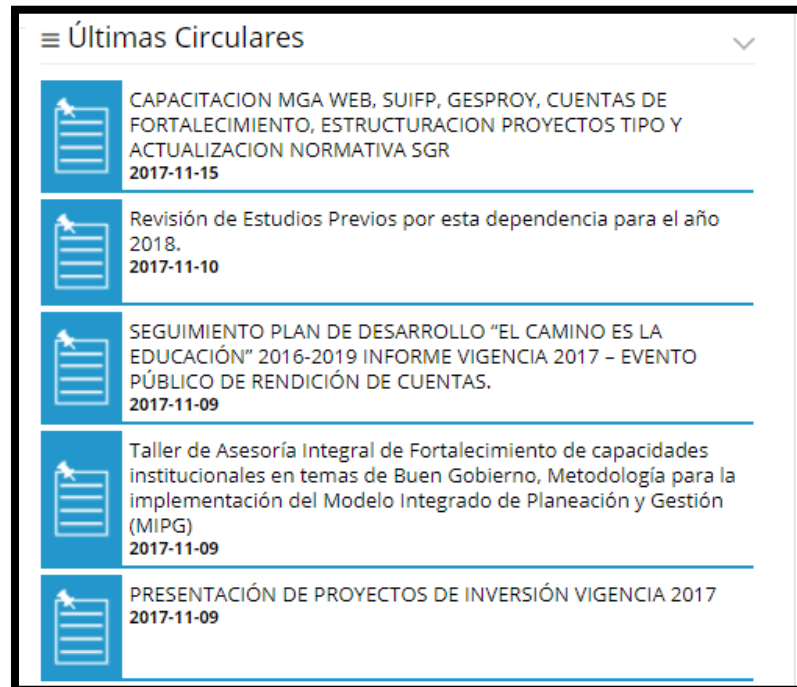 Últimas Circulares
CAPACITACION MGA WEB, SUIFP, GESPROY, CUENTAS DE
FORTALECIMIENTO, ESTRUCTURACION PROYECTOS TIPO Y
ACTUALIZACION NORMATIVA SGR
2017-11-15
Revisión de Estudios Previos por esta dependencia para el año
2018.
2017-11-10
SEGUIMIENTO PLAN DE DESARROLLO “EL CAMINO ES LA
EDUCACIÓN” 2016-2019 INFORME VIGENCIA 2017 – EVENTO
PÚBLICO DE RENDICIÓN DE CUENTAS.
2017-11-09
Taller de Asesoría Integral de Fortalecimiento de capacidades
institucionales en temas de Buen Gobierno, Metodología para la
implementación del Modelo Integrado de Planeación y Gestión
(MIPG)
2017-11-09
PRESENTACIÓN DE PROYECTOS DE INVERSIÓN VIGENCIA 2017
2017-11-09